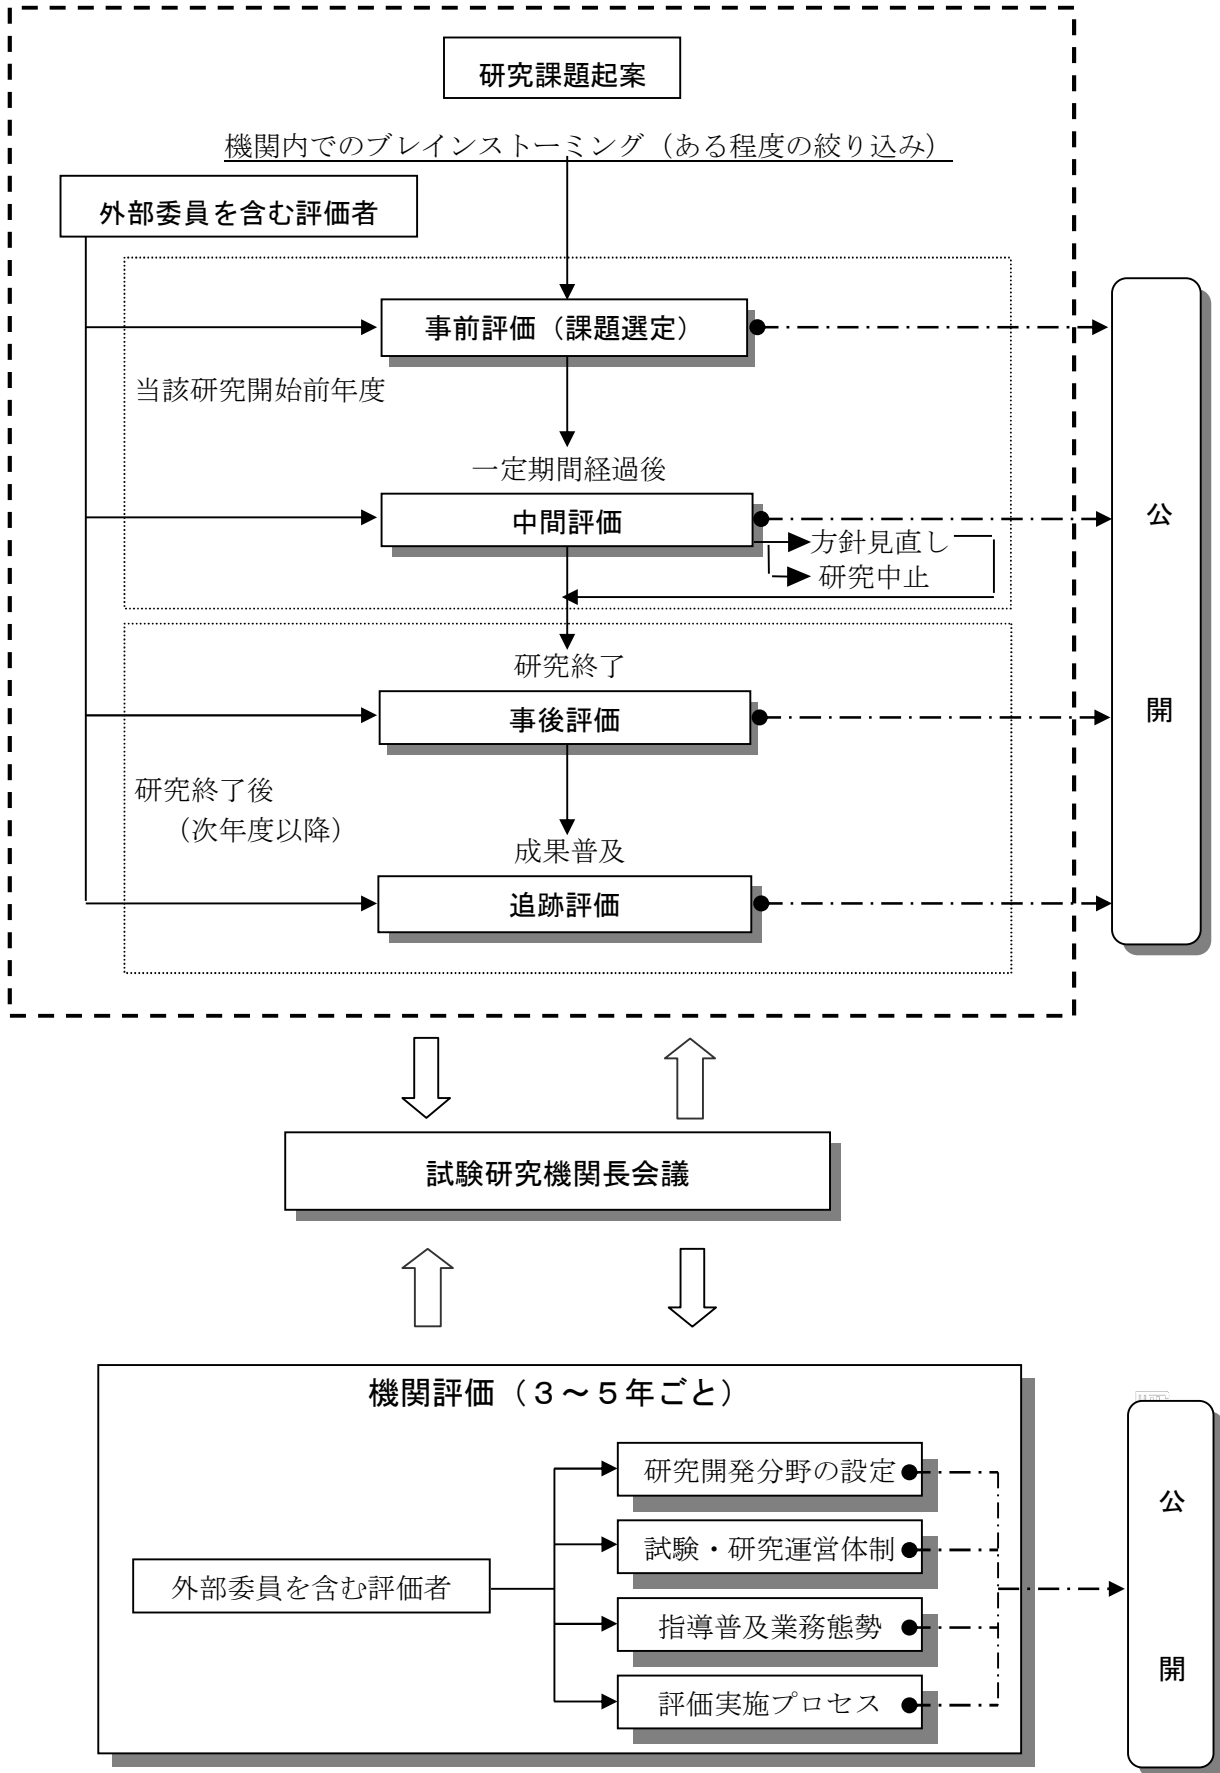 研究課題起案
機関内でのブレインストーミング（ある程度の絞り込み）
外部委員を含む評価者
事前評価（課題選定）
当該研究開始前年度
一定期間経過後
中間評価
方針見直し
研究中止
研究終了
事後評価
研究終了後
（次年度以降）
成果普及
追跡評価
公
開
試験研究機関長会議
機関評価（３～５年ごと）
外部委員を含む評価者
研究開発分野の設定
試験・研究運営体制
指導普及業務態勢
評価実施プロセス
公
開